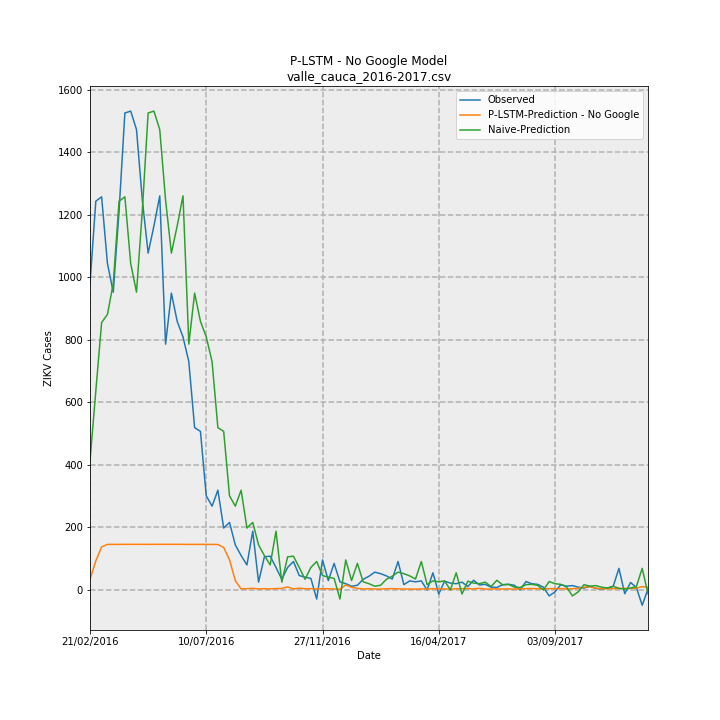 P-LSTM - No Google Model
valle_cauca_2016-2017.csv
Observed
P-LSTM-Prediction - No Google
Naive-Prediction
ZIKV Cases
1600
1400
1200
1000
800
600
400
200
0
21/02/2016
10/07/2016
27/11/2016
16/04/2017
03/09/2017
Date